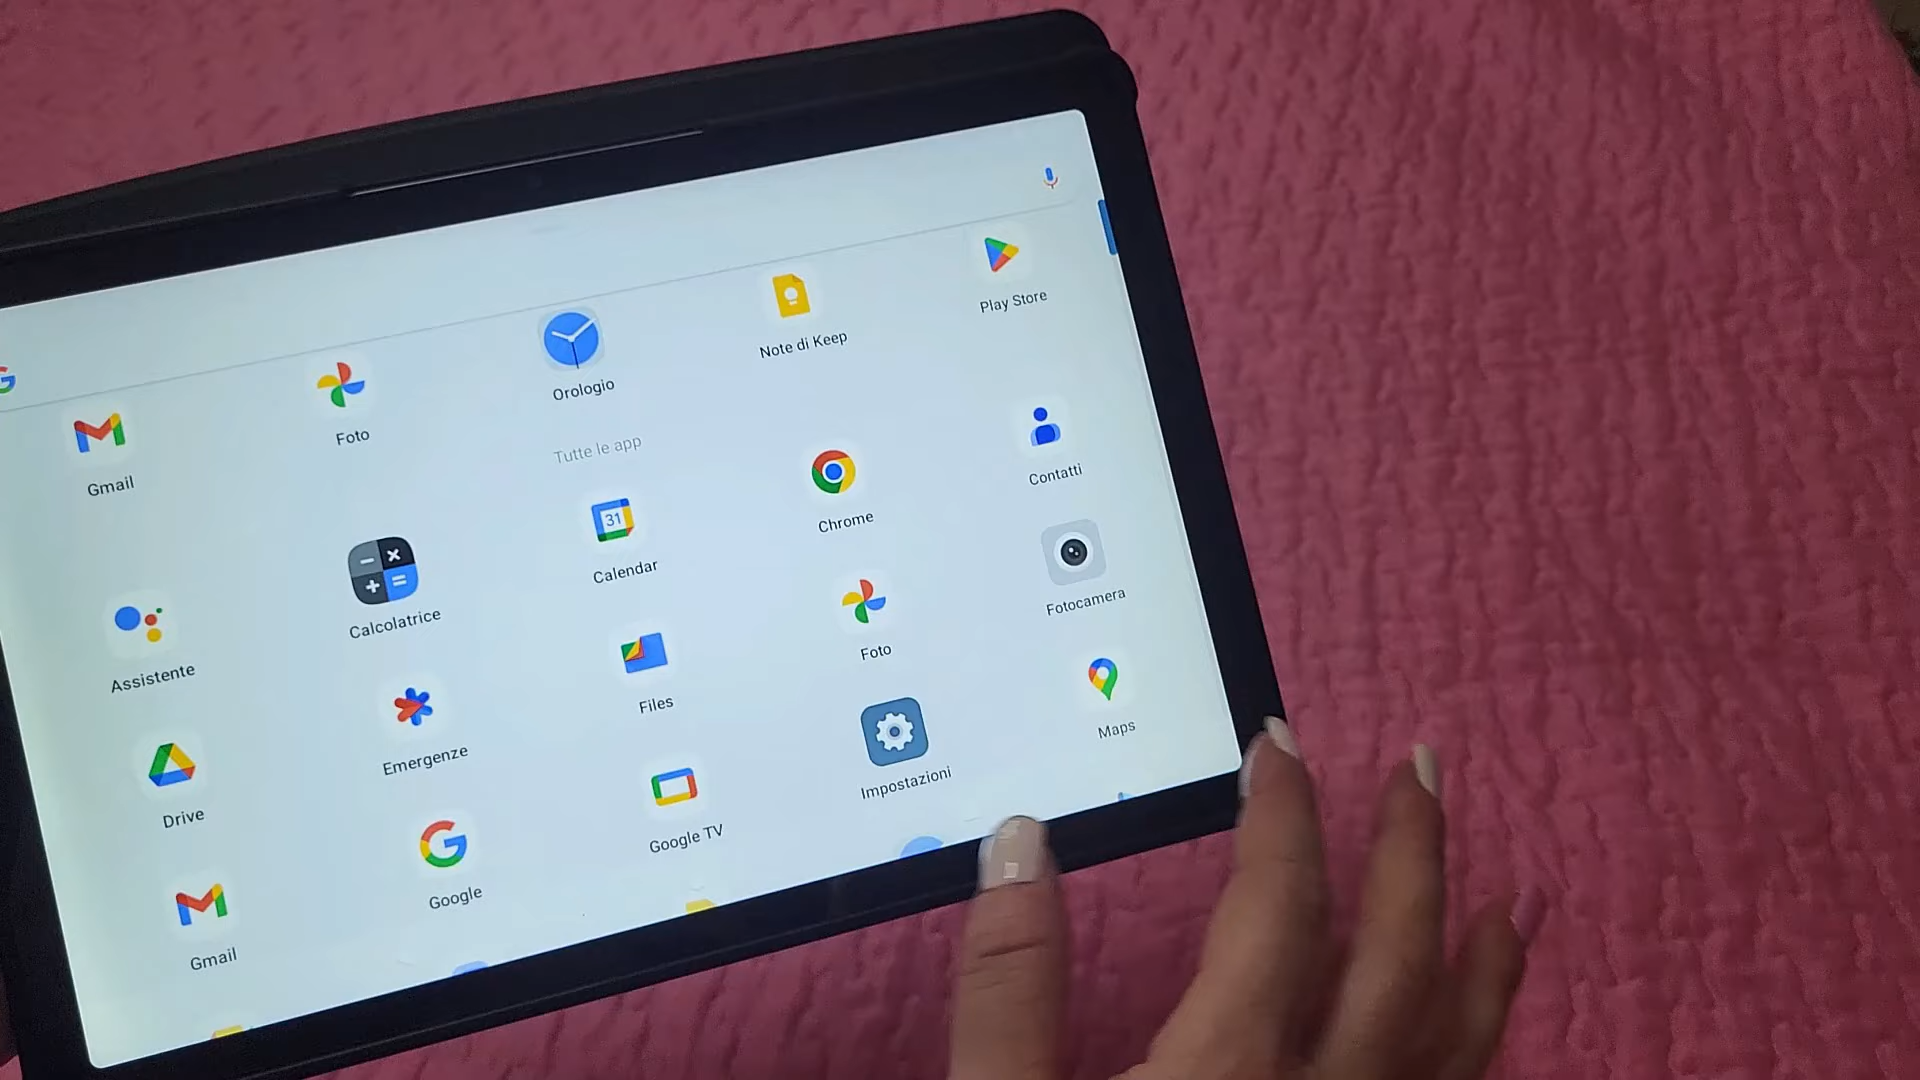 Gmail
Foto
Orologio
Note di Keep
Play Store
Tutte le app
Assistente
Calcolatrice
31
Calendar
Chrome
Contatti
Drive
Emergenze
Files
Foto
Fotocamera
Gmail
Google
Google TV
Impostazioni
Maps